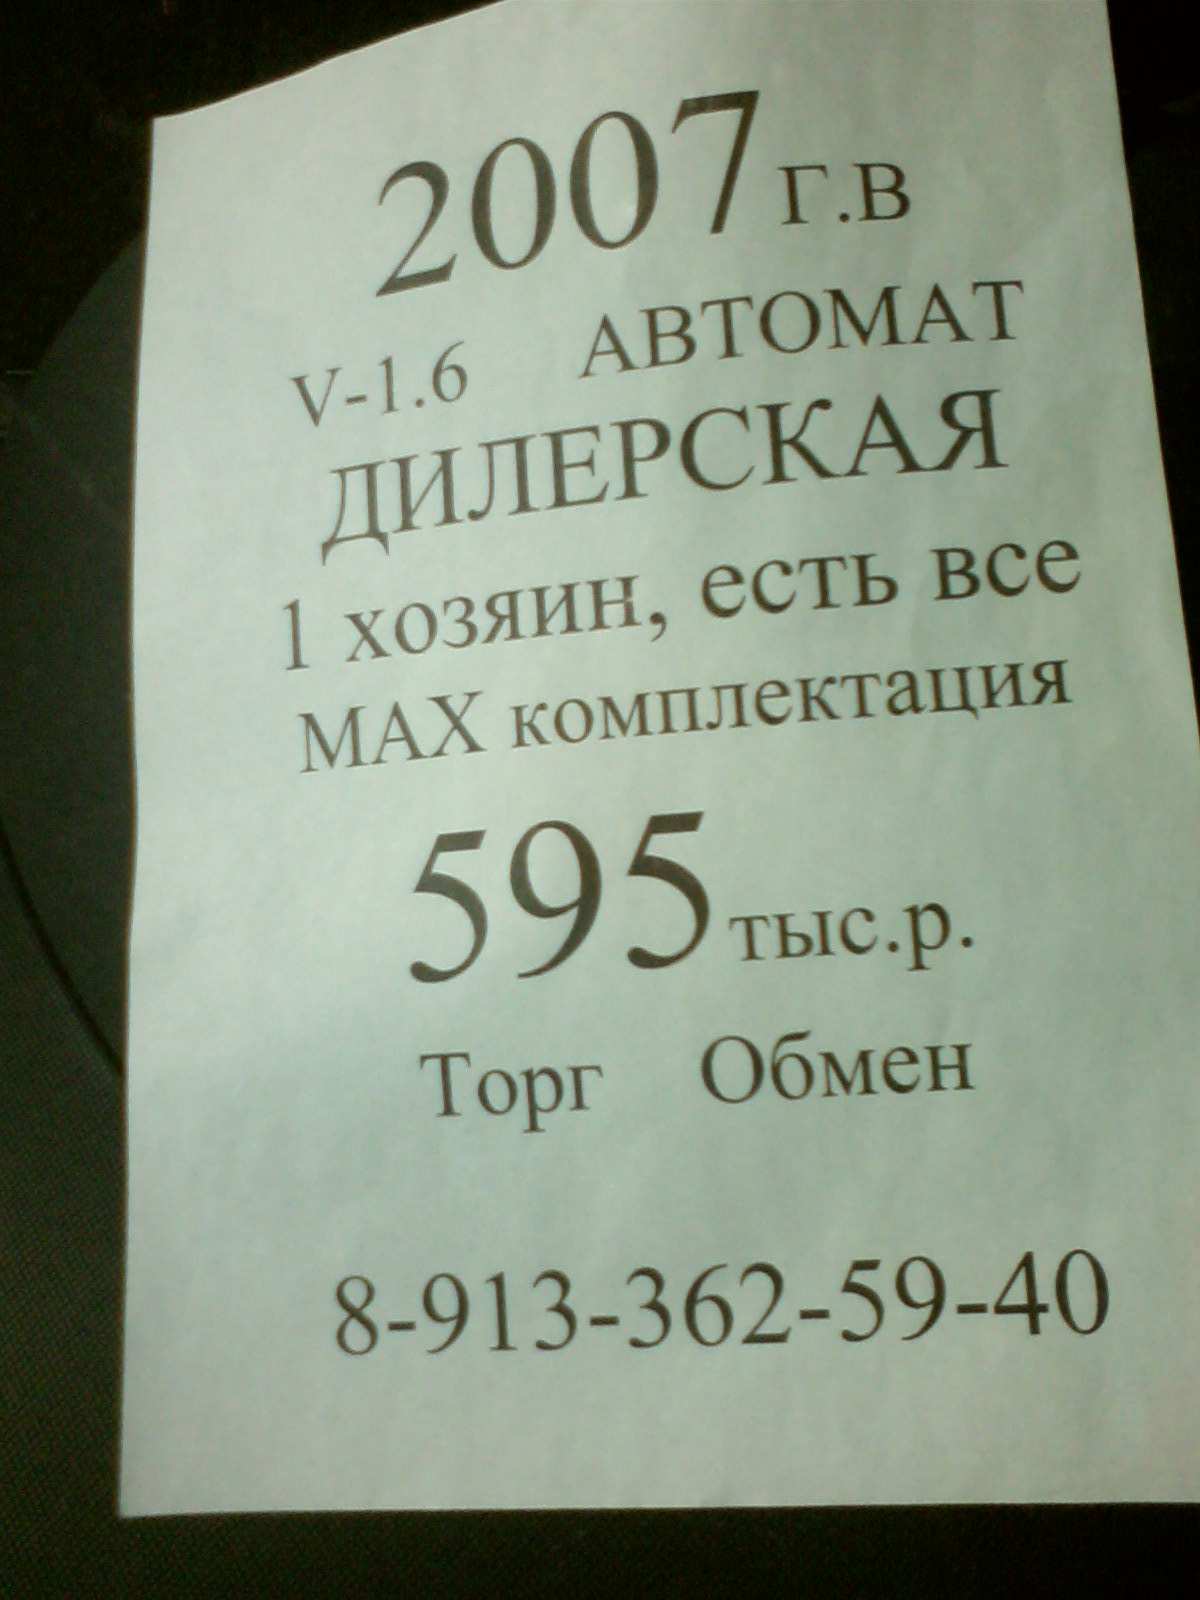 2007 Г.В
V-1.6 АВТОМАТ
ДИЛЕРСКАЯ
1 хозяин, есть все
МАХ комплектация
595 тыс.р.
Торг Обмен
8-913-362-59-40